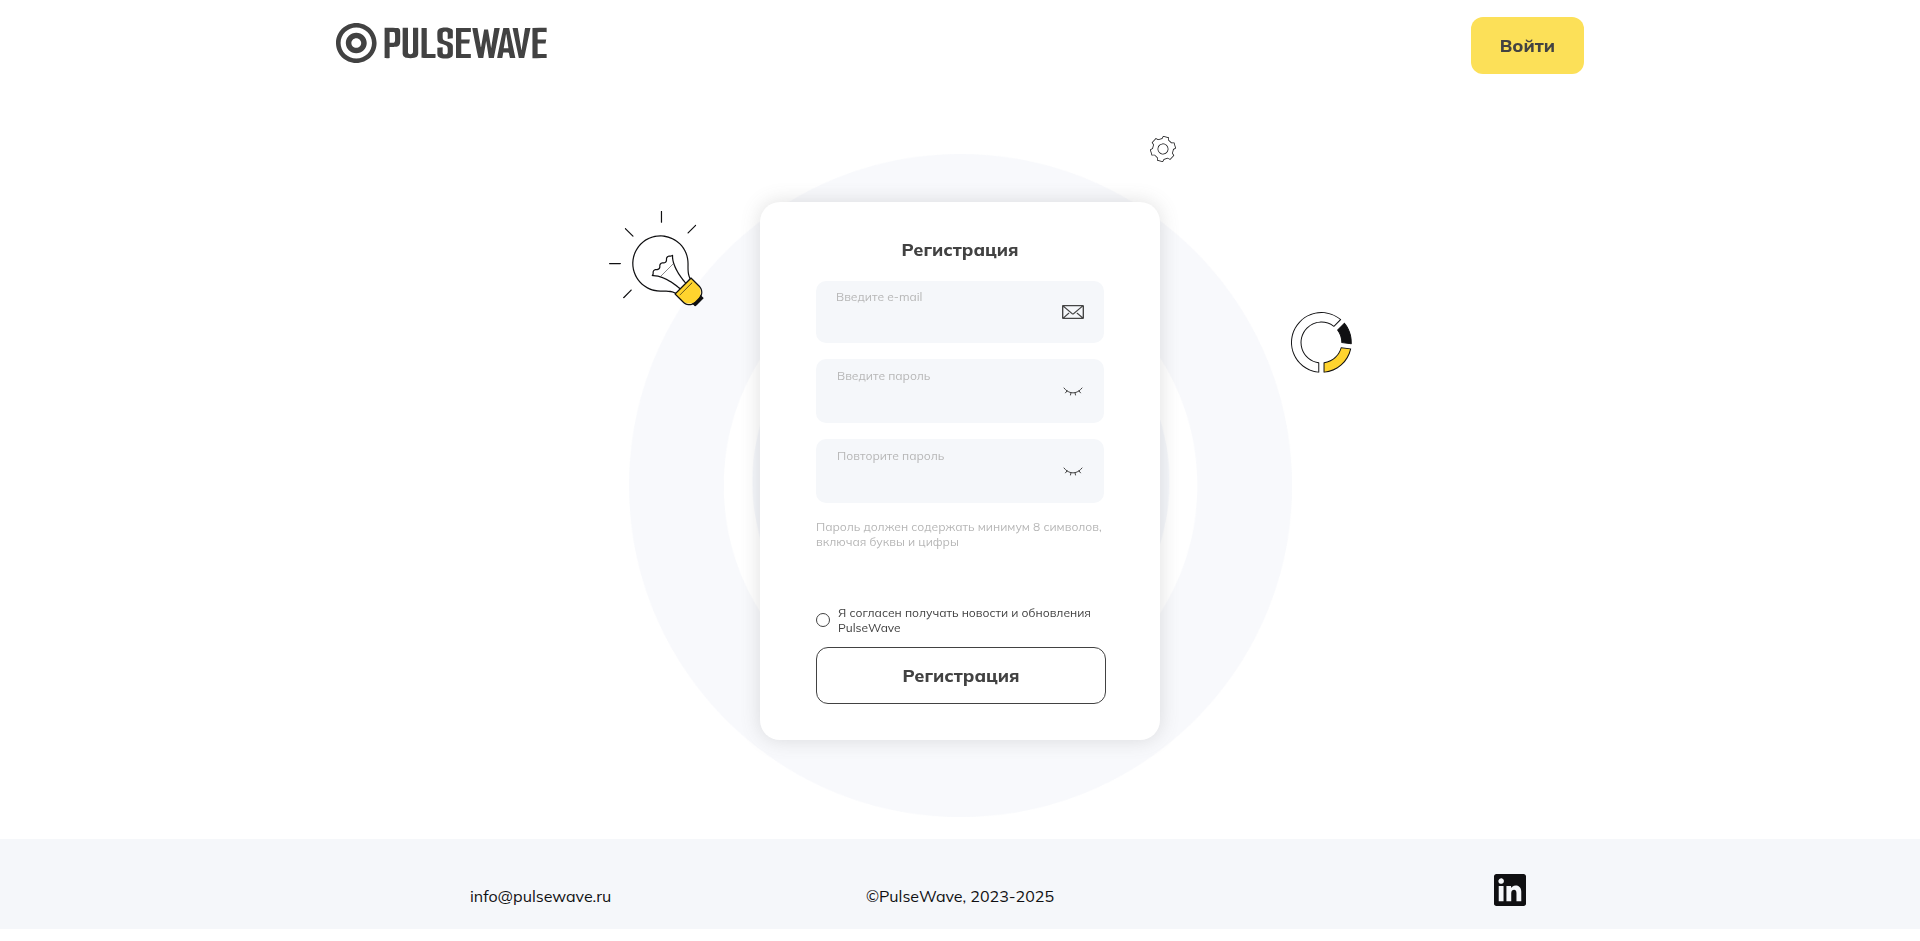 PULSEWAVE
Войти
Регистрация
Введите e-mail
Введите пароль
Повторите пароль
Пароль должен содержать минимум 8 символов,
включая буквы и цифры
Я согласен получать новости и обновления
PulseWave
Регистрация
info@pulsewave.ru
©PulseWave, 2023-2025
in